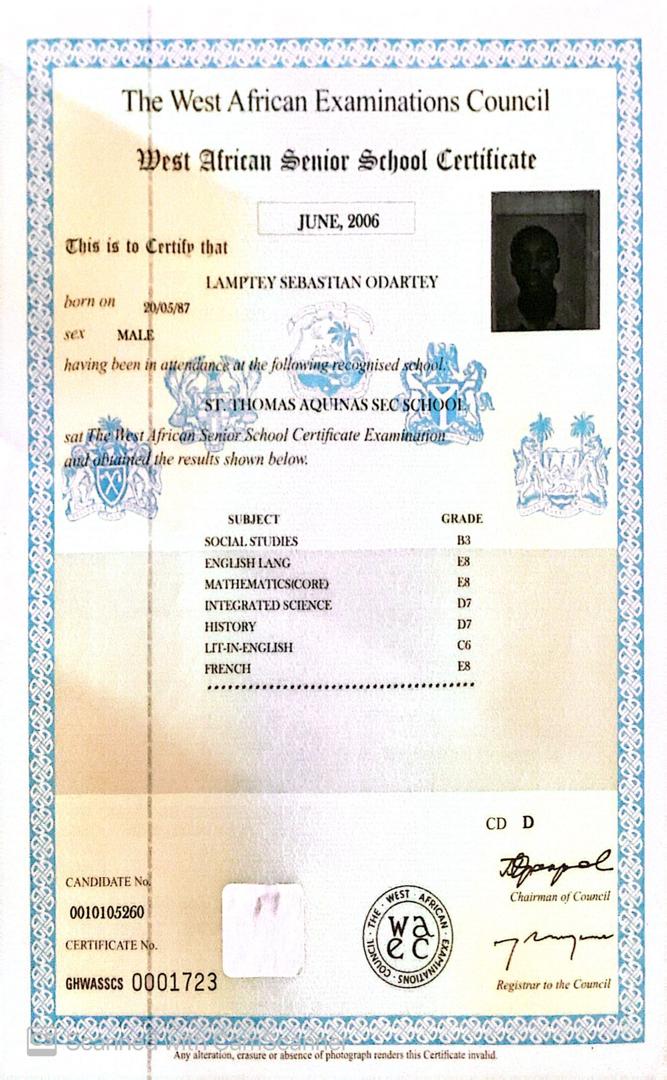 The West African Examinations Council
West African Senior School Certificate
JUNE, 2006
This is to Certify that
LAMPTEY SEBASTIAN ODARTEY
born on 20/05/87
sex MALE
having been in attendance at the following recognised school:
ST. THOMAS AQUINAS SEC SCHOOL
sat The West African Senior School Certificate Examination
and obtained the results shown below.
SUBJECT GRADE
SOCIAL STUDIES B3
ENGLISH LANG E8
MATHEMATICS(CORE) E8
INTEGRATED SCIENCE D7
HISTORY D7
LIT-IN-ENGLISH C6
FRENCH E8
CD D
Chairman of Council
CANDIDATE No.
0010105260
CERTIFICATE No.
GHWASSCS 0001723
THE · WEST · AFRICAN · EXAMINATIONS · COUNCIL ·
wa
ec
Registrar to the Council
CS Scanned with CamScanner
Any alteration, erasure or absence of photograph renders this Certificate invalid.